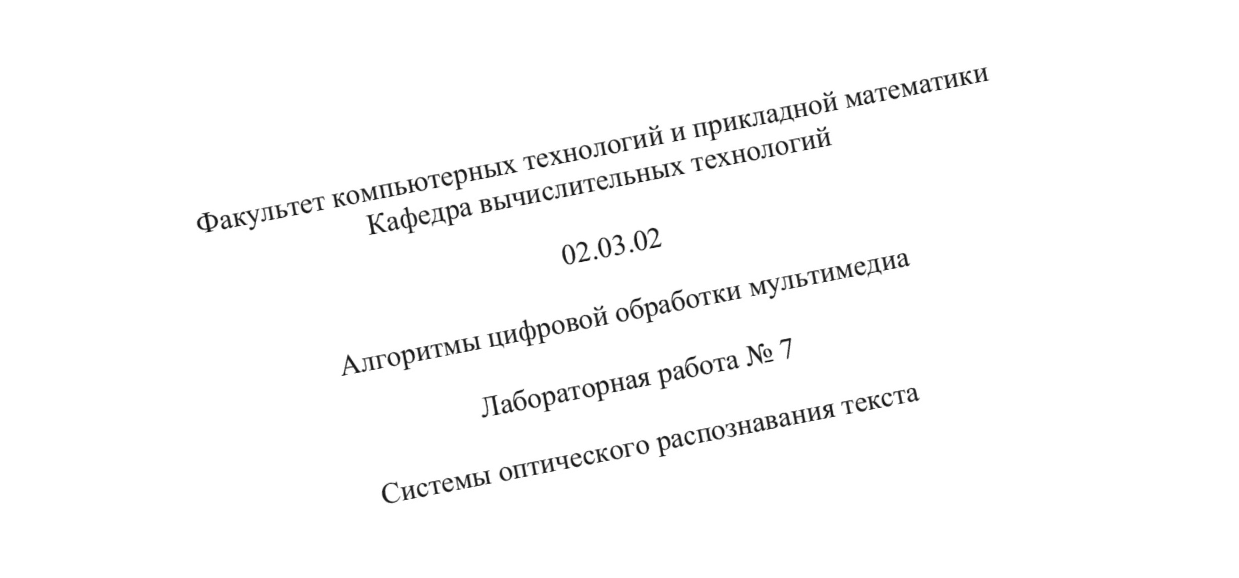 Факультет компьютерных технологий и прикладной математики
Кафедра вычислительных технологий
02.03.02
Алгоритмы цифровой обработки мультимедиа
Лабораторная работа № 7
Системы оптического распознавания текста